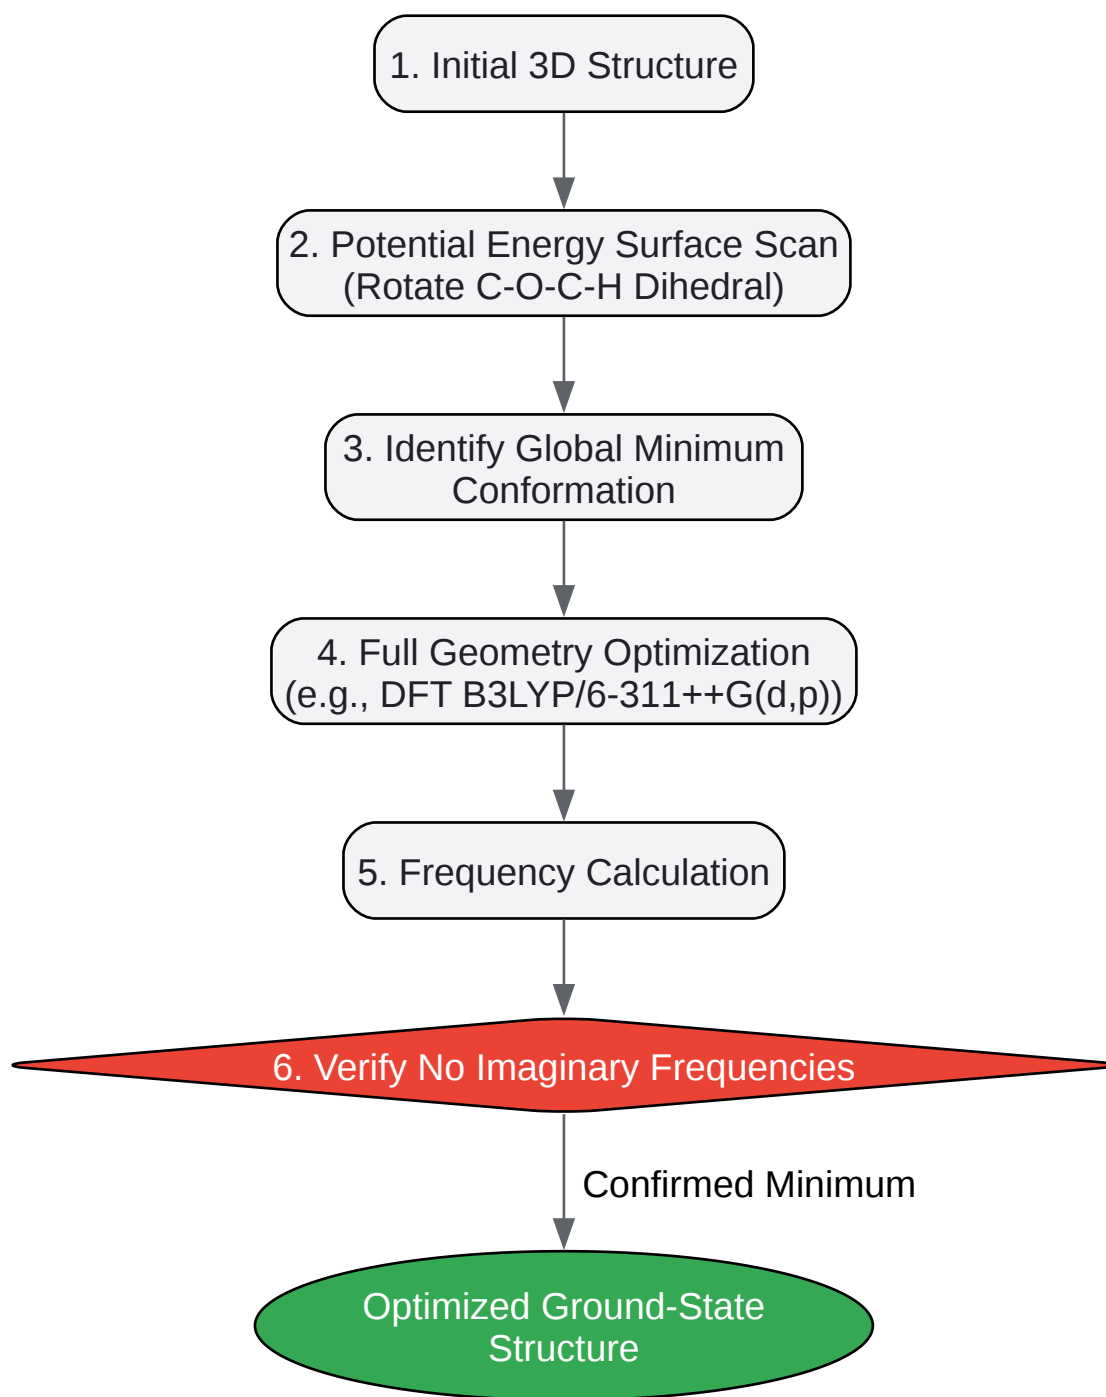 1. Initial 3D Structure
2. Potential Energy Surface Scan
(Rotate C-O-C-H Dihedral)
3. Identify Global Minimum
Conformation
4. Full Geometry Optimization
(e.g., DFT B3LYP/6-311++G(d,p))
5. Frequency Calculation
6. Verify No Imaginary Frequencies
Confirmed Minimum
Optimized Ground-State
Structure